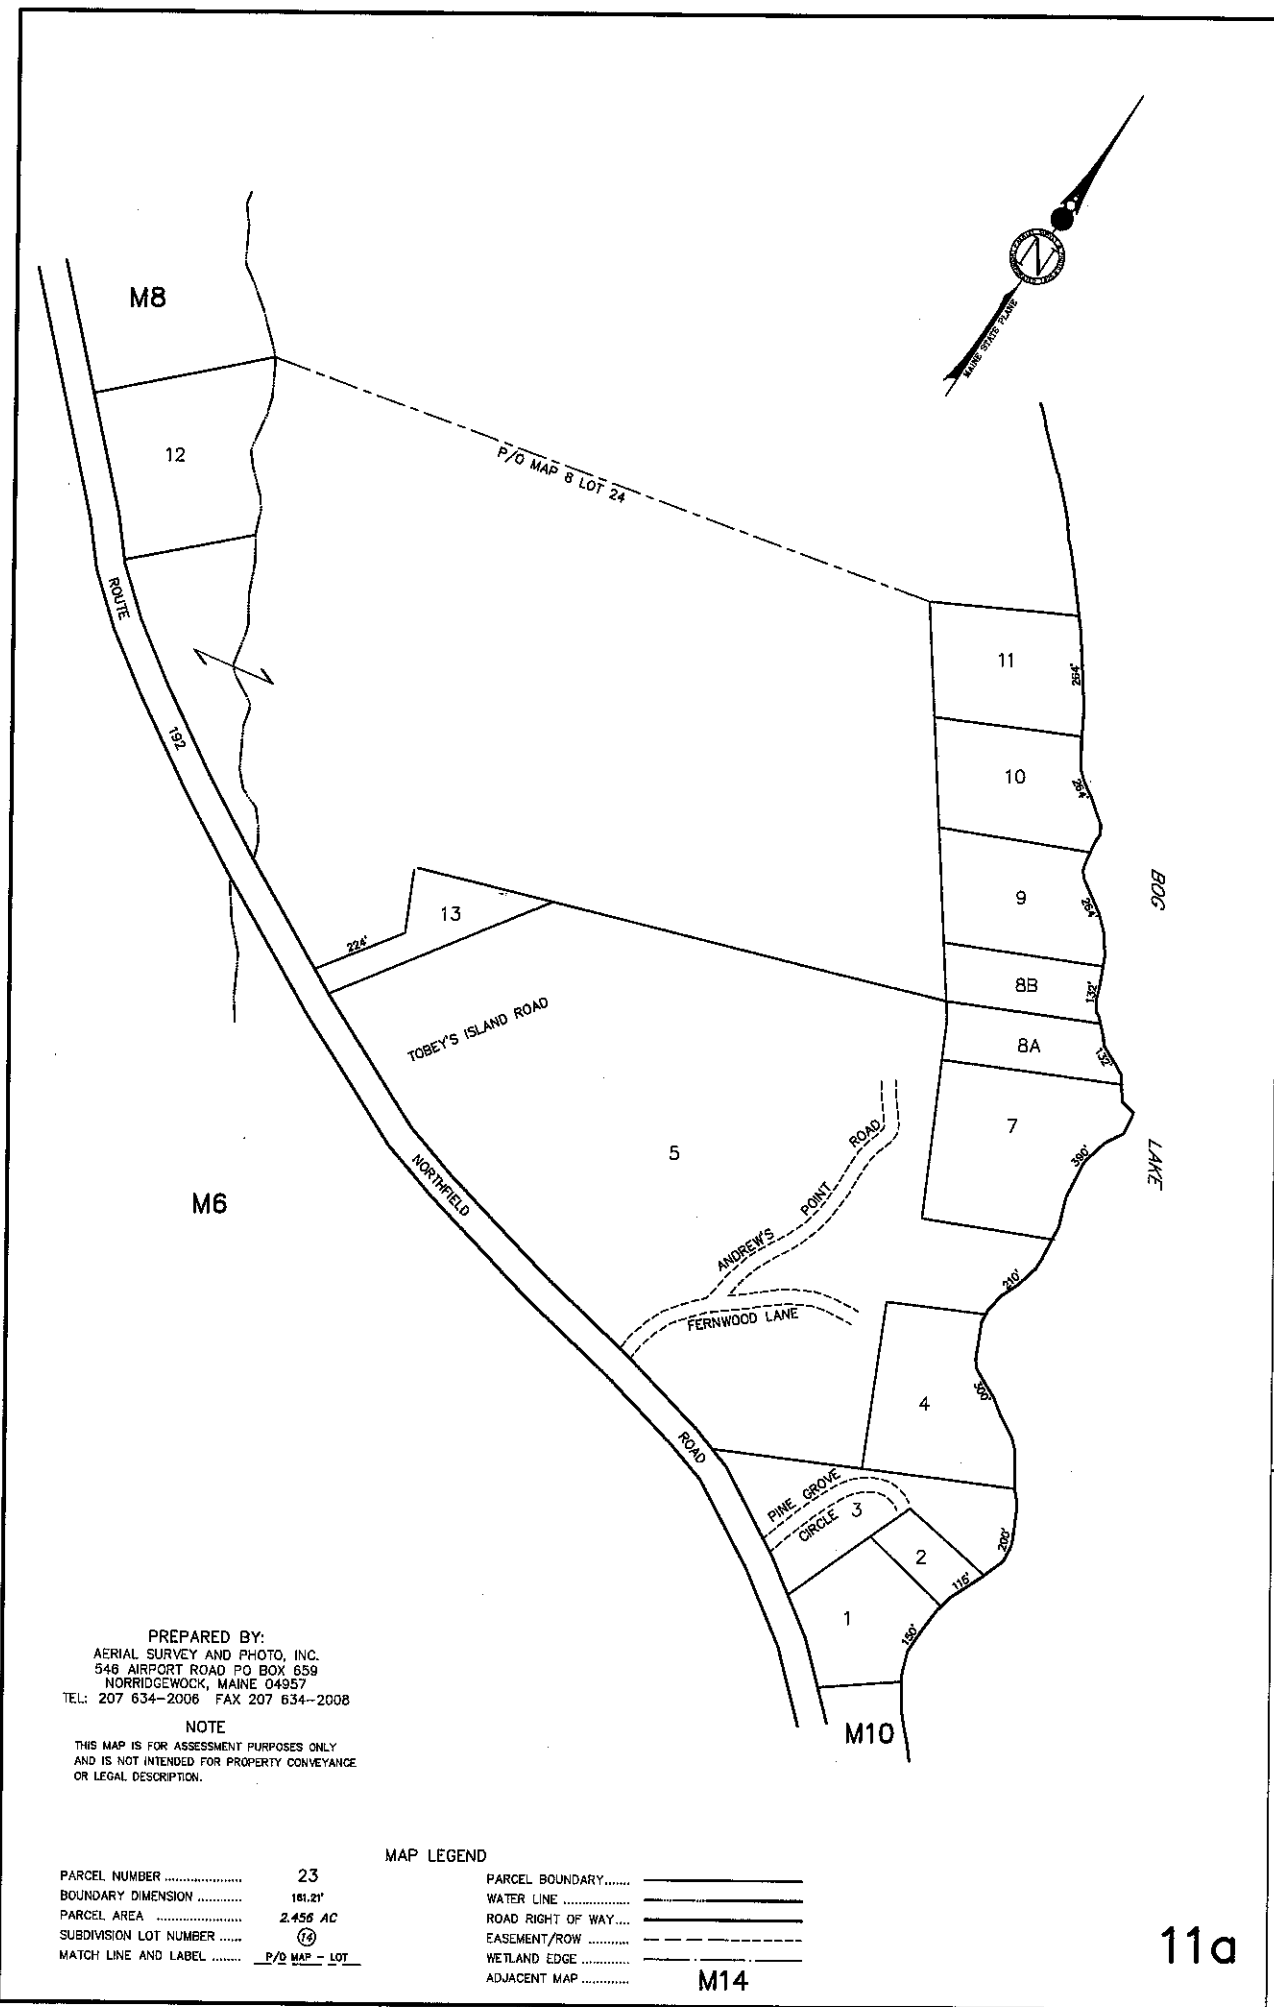 M8
N
MAINE STATE PLANE
12
P/O MAP 8 LOT 24
ROUTE
192
11
264'
10
264'
9
264'
BOG
13
224'
8B
132'
8A
132'
TOBEY'S ISLAND ROAD
7
390'
LAKE
5
ANDREW'S POINT ROAD
M6
NORTHFIELD
210'
FERNWOOD LANE
4
300'
ROAD
PINE GROVE
CIRCLE
3
200'
2
115'
1
150'
M10
PREPARED BY:
AERIAL SURVEY AND PHOTO, INC.
546 AIRPORT ROAD PO BOX 659
NORRIDGEWOCK, MAINE 04957
TEL: 207 634-2006 FAX 207 634-2008
NOTE
THIS MAP IS FOR ASSESSMENT PURPOSES ONLY
AND IS NOT INTENDED FOR PROPERTY CONVEYANCE
OR LEGAL DESCRIPTION.
MAP LEGEND
PARCEL NUMBER ..................... 23
BOUNDARY DIMENSION ............ 161.21'
PARCEL AREA ....................... 2.456 AC
SUBDIVISION LOT NUMBER ...... 14
MATCH LINE AND LABEL ........ P/O MAP - LOT
PARCEL BOUNDARY.......
WATER LINE ..................
ROAD RIGHT OF WAY....
EASEMENT/ROW ...........
WETLAND EDGE .............
ADJACENT MAP ............. M14
11a